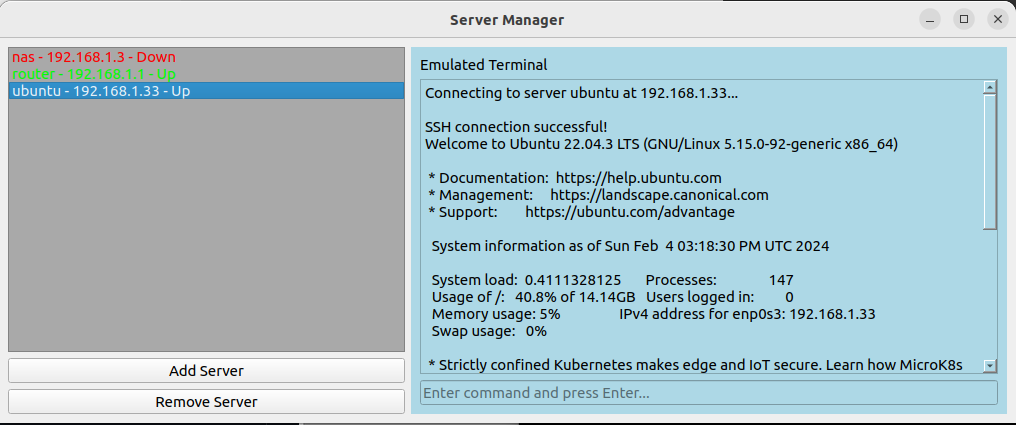 Server Manager
nas - 192.168.1.3 - Down
router - 192.168.1.1 - Up
ubuntu - 192.168.1.33 - Up
Add Server
Remove Server
Emulated Terminal
Connecting to server ubuntu at 192.168.1.33...
SSH connection successful!
Welcome to Ubuntu 22.04.3 LTS (GNU/Linux 5.15.0-92-generic x86_64)
* Documentation:  https://help.ubuntu.com
* Management:     https://landscape.canonical.com
* Support:        https://ubuntu.com/advantage
System information as of Sun Feb  4 03:18:30 PM UTC 2024
System load:  0.4111328125      Processes:             147
Usage of /:   40.8% of 14.14GB   Users logged in:       0
Memory usage: 5%                IPv4 address for enp0s3: 192.168.1.33
Swap usage:   0%
* Strictly confined Kubernetes makes edge and IoT secure. Learn how MicroK8s
Enter command and press Enter...